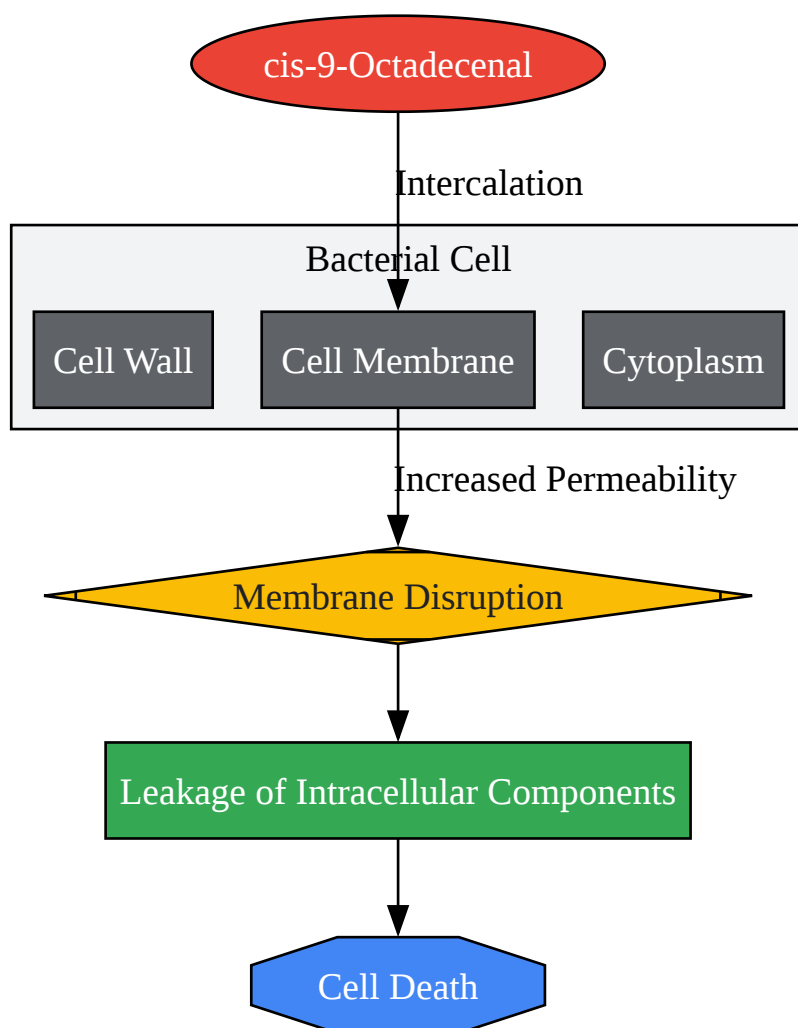 cis-9-Octadecenal
Intercalation
Bacterial Cell
Cell Wall
Cell Membrane
Cytoplasm
Increased Permeability
Membrane Disruption
Leakage of Intracellular Components
Cell Death